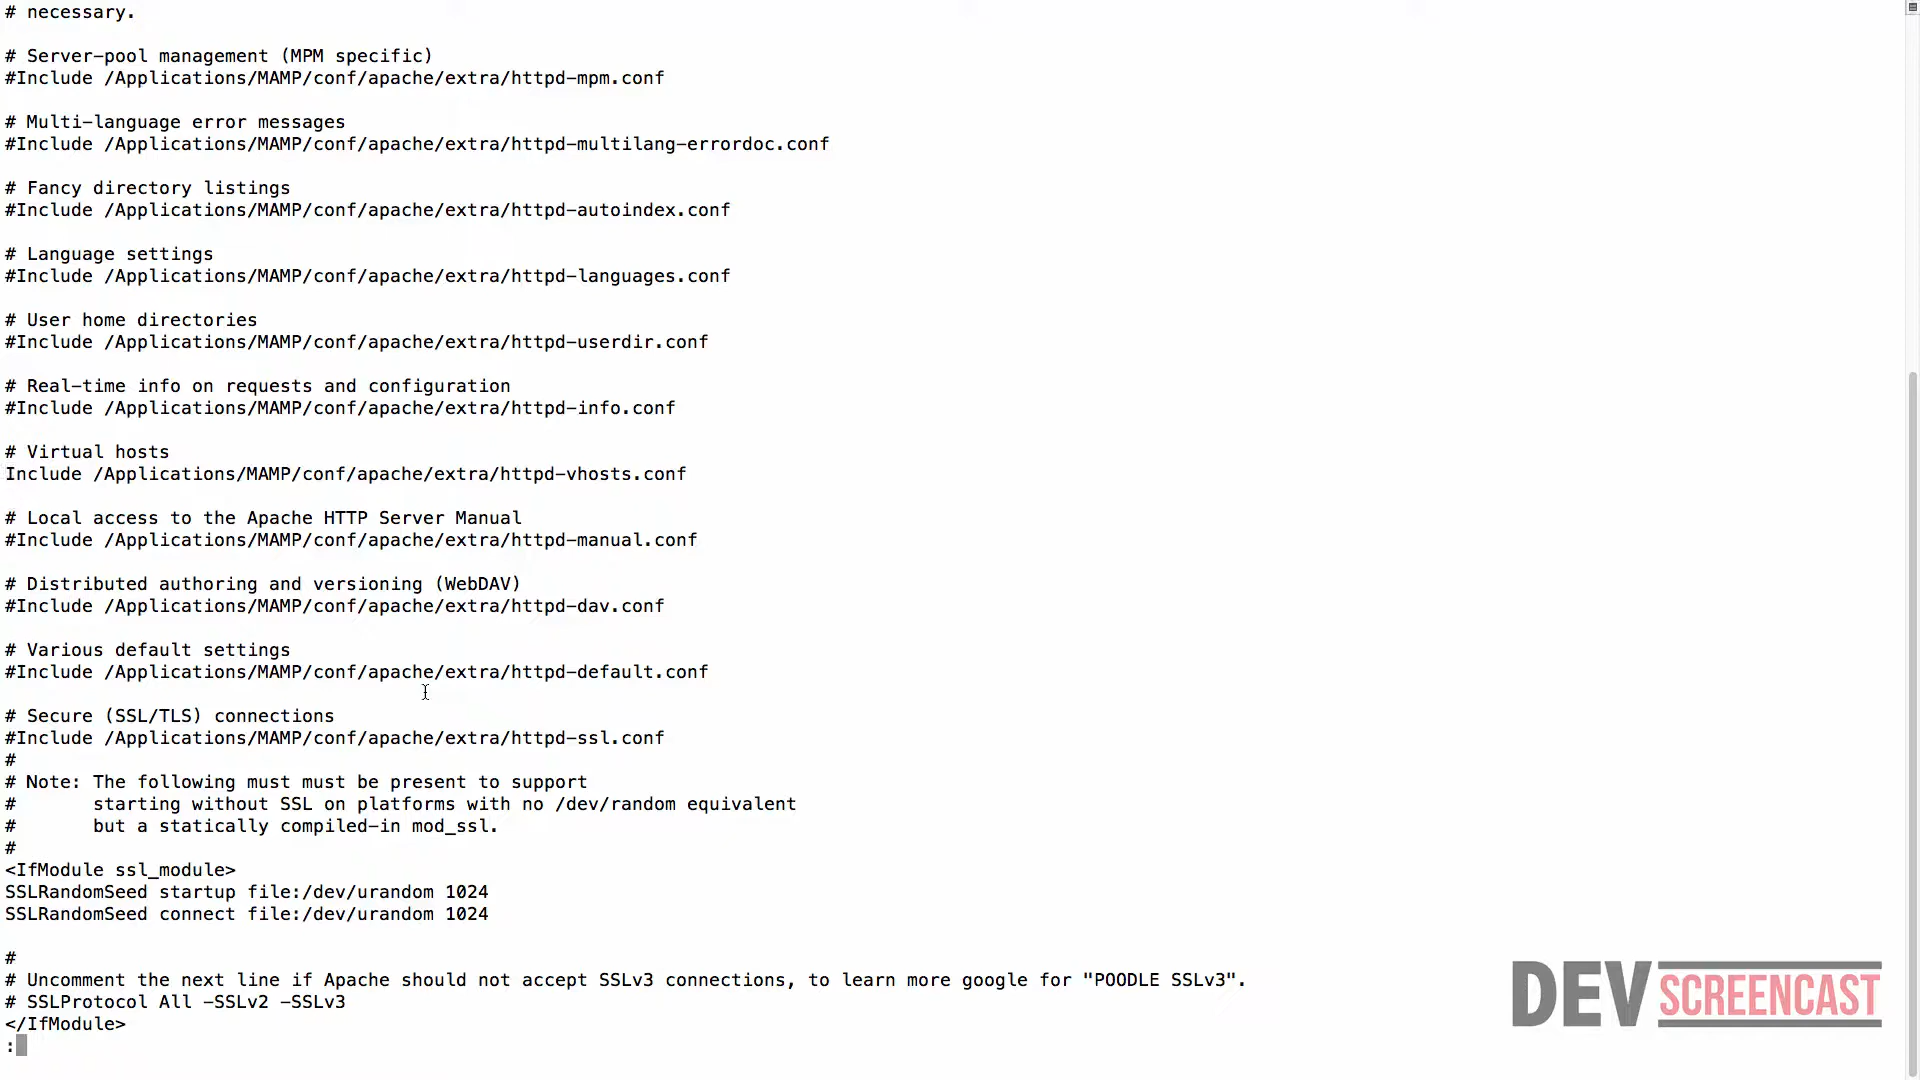 # necessary.

# Server-pool management (MPM specific)
#Include /Applications/MAMP/conf/apache/extra/httpd-mpm.conf

# Multi-language error messages
#Include /Applications/MAMP/conf/apache/extra/httpd-multilang-errordoc.conf

# Fancy directory listings
#Include /Applications/MAMP/conf/apache/extra/httpd-autoindex.conf

# Language settings
#Include /Applications/MAMP/conf/apache/extra/httpd-languages.conf

# User home directories
#Include /Applications/MAMP/conf/apache/extra/httpd-userdir.conf

# Real-time info on requests and configuration
#Include /Applications/MAMP/conf/apache/extra/httpd-info.conf

# Virtual hosts
Include /Applications/MAMP/conf/apache/extra/httpd-vhosts.conf

# Local access to the Apache HTTP Server Manual
#Include /Applications/MAMP/conf/apache/extra/httpd-manual.conf

# Distributed authoring and versioning (WebDAV)
#Include /Applications/MAMP/conf/apache/extra/httpd-dav.conf

# Various default settings
#Include /Applications/MAMP/conf/apache/extra/httpd-default.conf

# Secure (SSL/TLS) connections
#Include /Applications/MAMP/conf/apache/extra/httpd-ssl.conf
#
# Note: The following must must be present to support
#       starting without SSL on platforms with no /dev/random equivalent
#       but a statically compiled-in mod_ssl.
#
<IfModule ssl_module>
SSLRandomSeed startup file:/dev/urandom 1024
SSLRandomSeed connect file:/dev/urandom 1024

#
# Uncomment the next line if Apache should not accept SSLv3 connections, to learn more google for "POODLE SSLv3".
# SSLProtocol All -SSLv2 -SSLv3
</IfModule>
:
DEVSCREENCAST